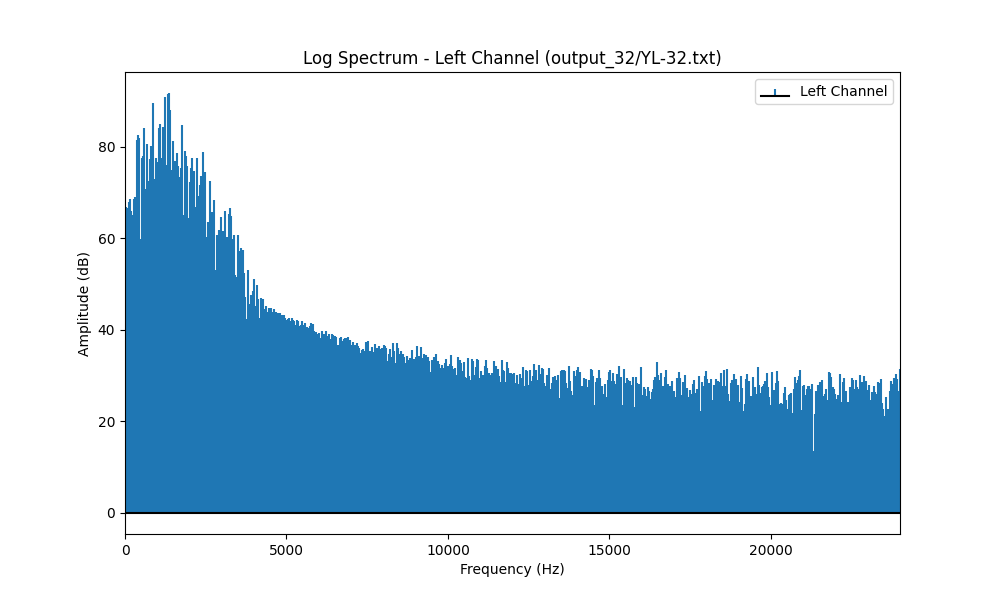 Log Spectrum - Left Channel (output_32/YL-32.txt)
Left Channel
Amplitude (dB)
80
60
40
20
0
0 5000 10000 15000 20000
Frequency (Hz)